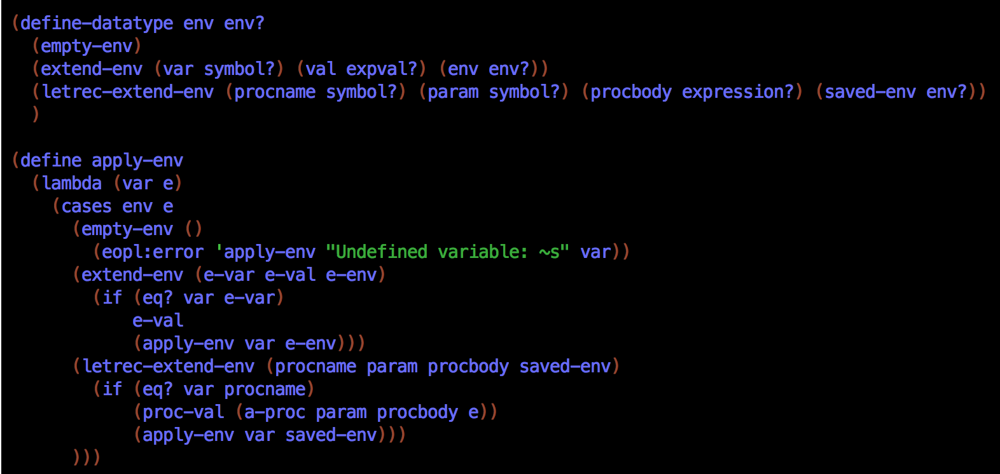 (define-datatype env env?
  (empty-env)
  (extend-env (var symbol?) (val expval?) (env env?))
  (letrec-extend-env (procname symbol?) (param symbol?) (procbody expression?) (saved-env env?))
  )

(define apply-env
  (lambda (var e)
    (cases env e
      (empty-env ()
        (eopl:error 'apply-env "Undefined variable: ~s" var))
      (extend-env (e-var e-val e-env)
        (if (eq? var e-var)
            e-val
            (apply-env var e-env)))
      (letrec-extend-env (procname param procbody saved-env)
        (if (eq? var procname)
            (proc-val (a-proc param procbody e))
            (apply-env var saved-env)))
      )))